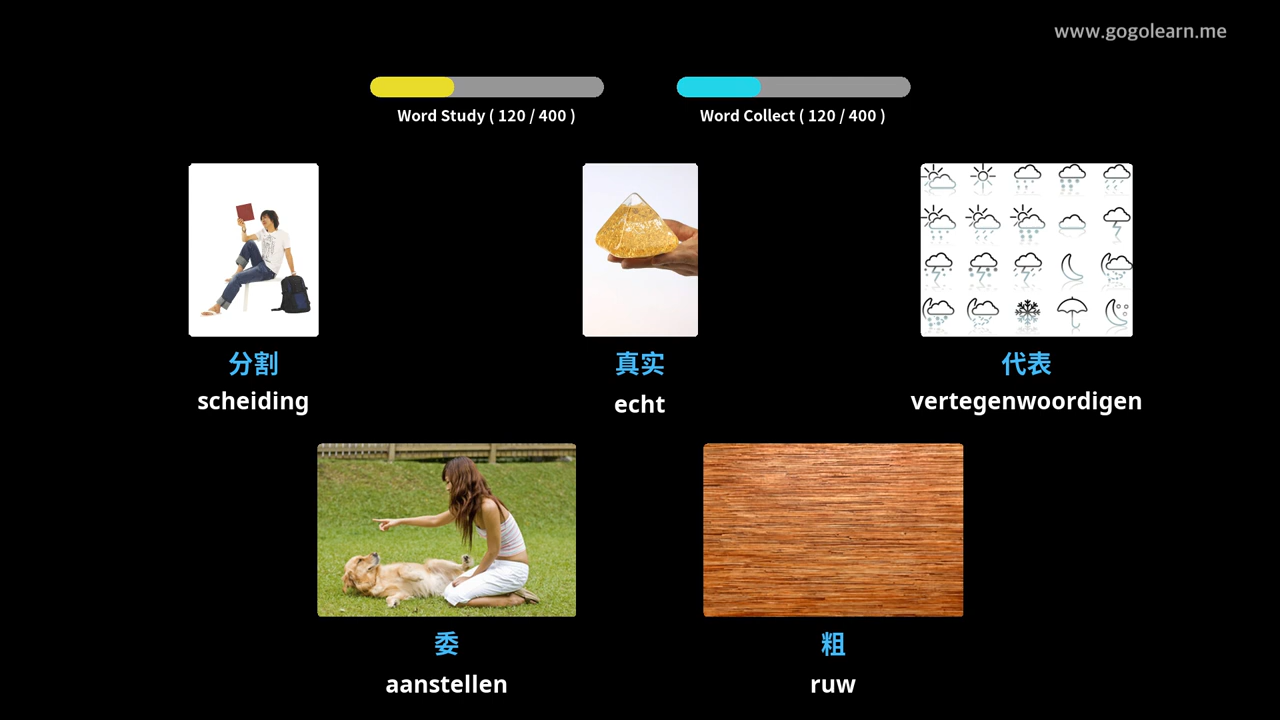 www.gogolearn.me
Word Study ( 120 / 400 )
Word Collect ( 120 / 400 )
分割
scheiding
真实
echt
代表
vertegenwoordigen
委
aanstellen
粗
ruw